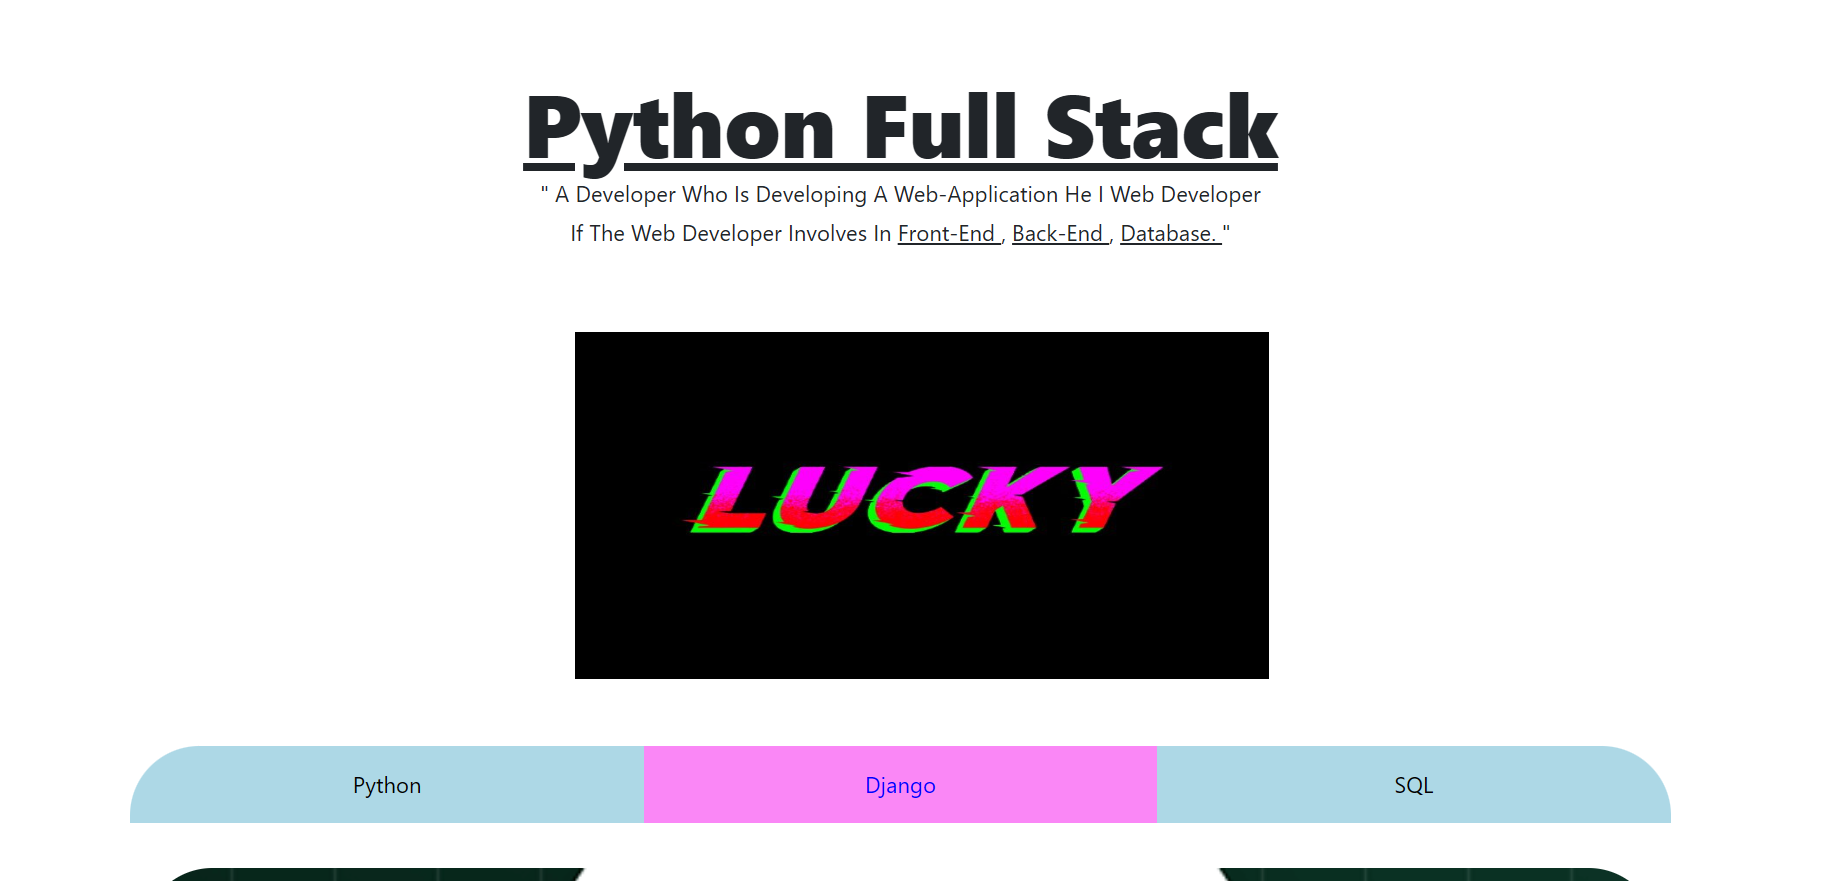 Python Full Stack
" A Developer Who Is Developing A Web-Application He I Web Developer
If The Web Developer Involves In Front-End , Back-End , Database. "
LUCKY
Python
Django
SQL